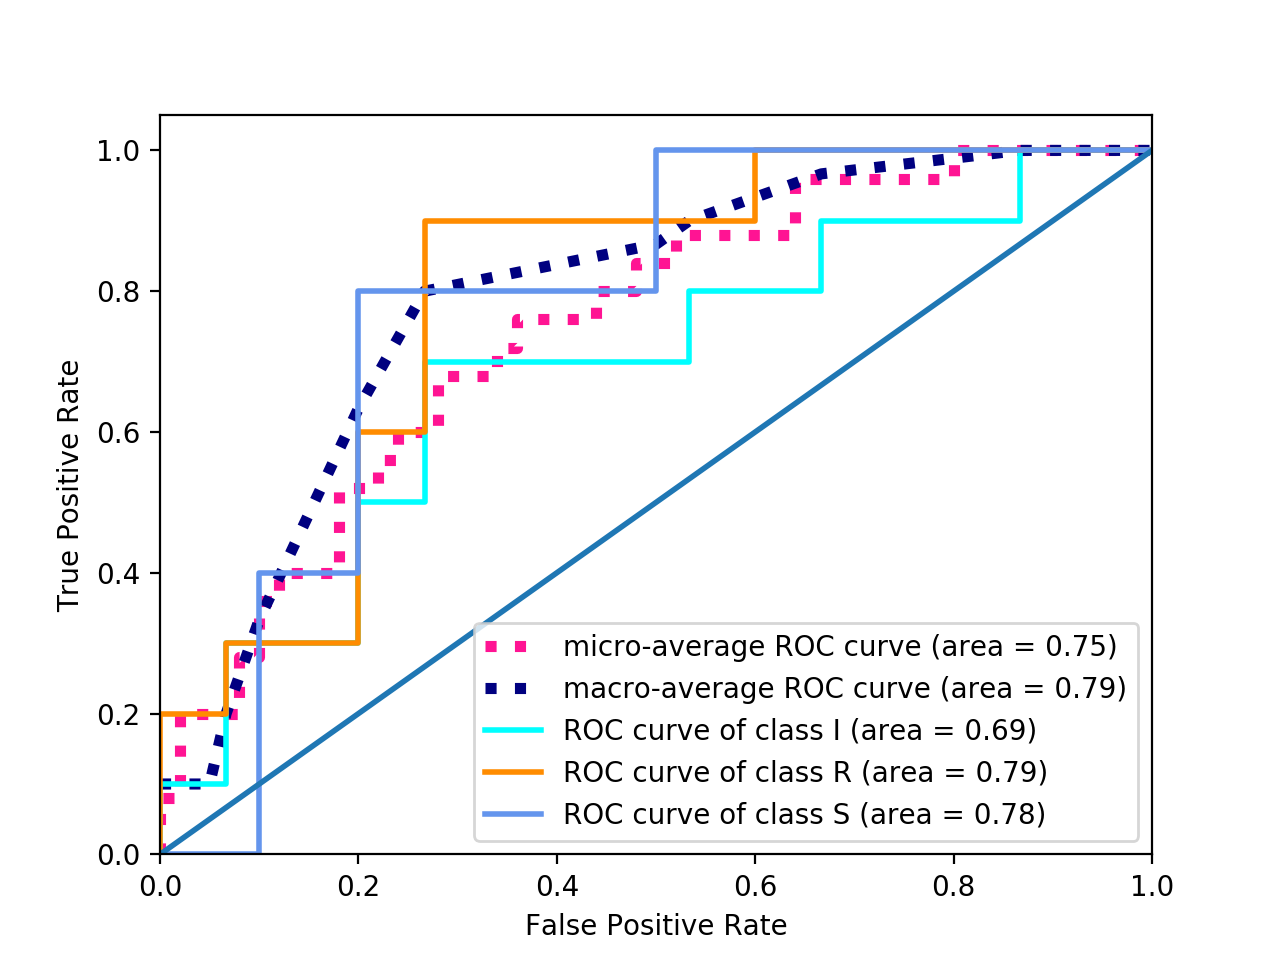 1.0
0.8
0.6
0.4
0.2
0.0
True Positive Rate
micro-average ROC curve (area = 0.75)
macro-average ROC curve (area = 0.79)
ROC curve of class I (area = 0.69)
ROC curve of class R (area = 0.79)
ROC curve of class S (area = 0.78)
0.0 0.2 0.4 0.6 0.8 1.0
False Positive Rate